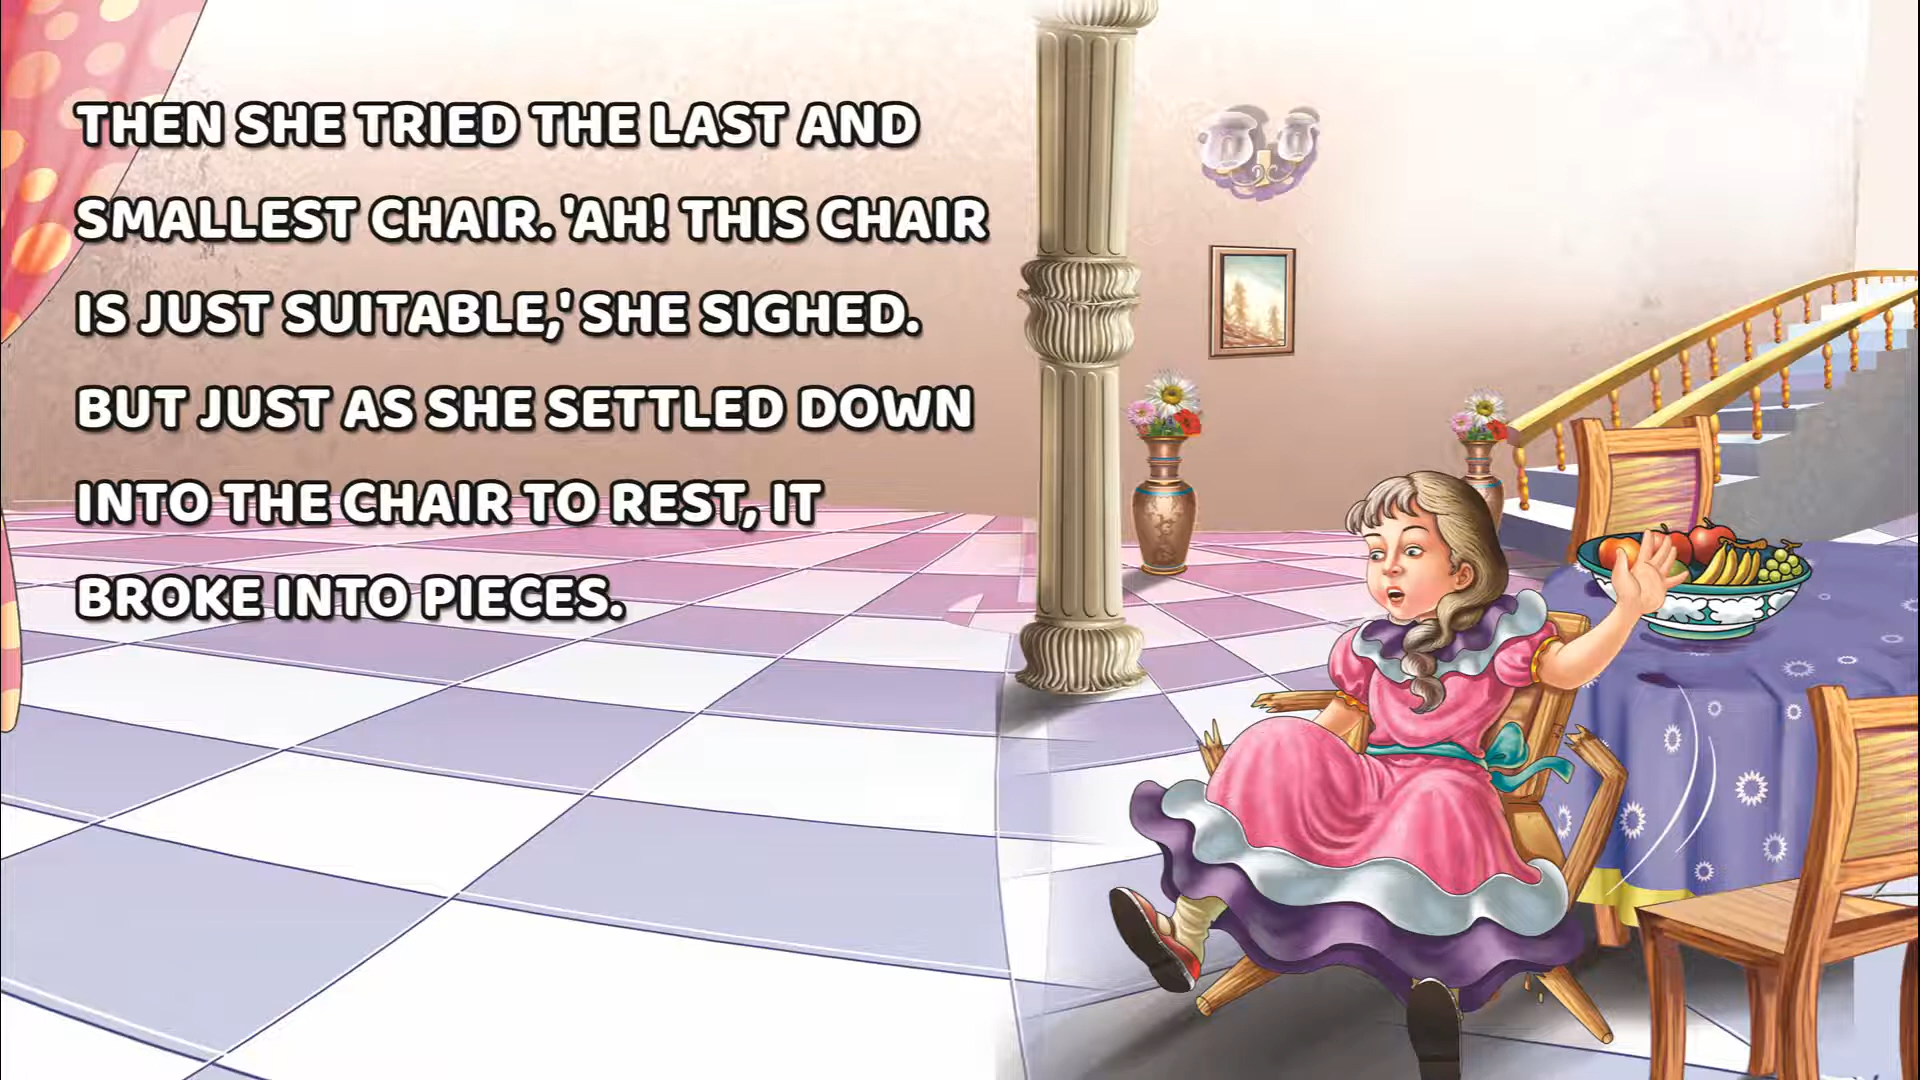 THEN SHE TRIED THE LAST AND
SMALLEST CHAIR. 'AH! THIS CHAIR
IS JUST SUITABLE,' SHE SIGHED.
BUT JUST AS SHE SETTLED DOWN
INTO THE CHAIR TO REST, IT
BROKE INTO PIECES.